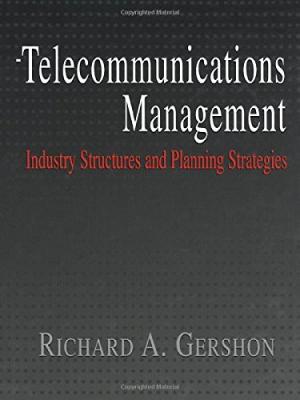 -Telecommunications
Management
Industry Structures and Planning Strategies
RICHARD A. GERSHON